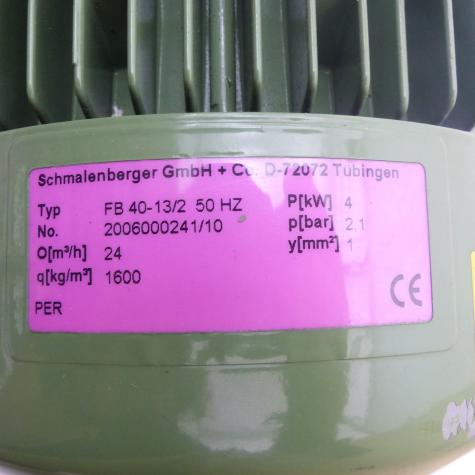 Schmalenberger GmbH + Co. D-72072 Tübingen
Typ FB 40-13/2 50 HZ P[kW] 4
No. 2006000241/10 p[bar] 2,1
O[m³/h] 24 y[mm²] 1
q[kg/m³] 1600
PER CE